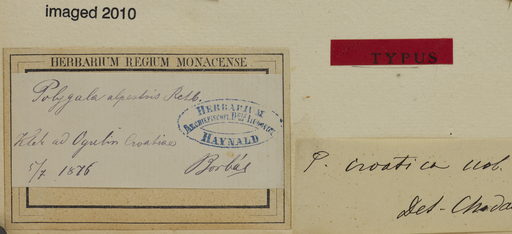 imaged 2010
HERBARIUM REGIUM MONACENSE
Polygala alpestris Rchb.
HERBARIUM
HAYNALD
Klek ad Ogulin Croatiae
5/7 1876
Borbás
TYPUS
P. croatica nob.
Det. Chodat